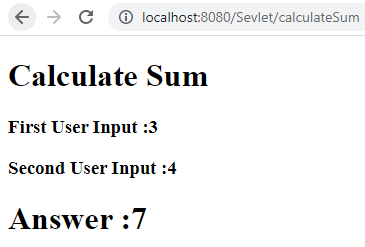 localhost:8080/Sevlet/calculateSum
Calculate Sum
First User Input :3
Second User Input :4
Answer :7